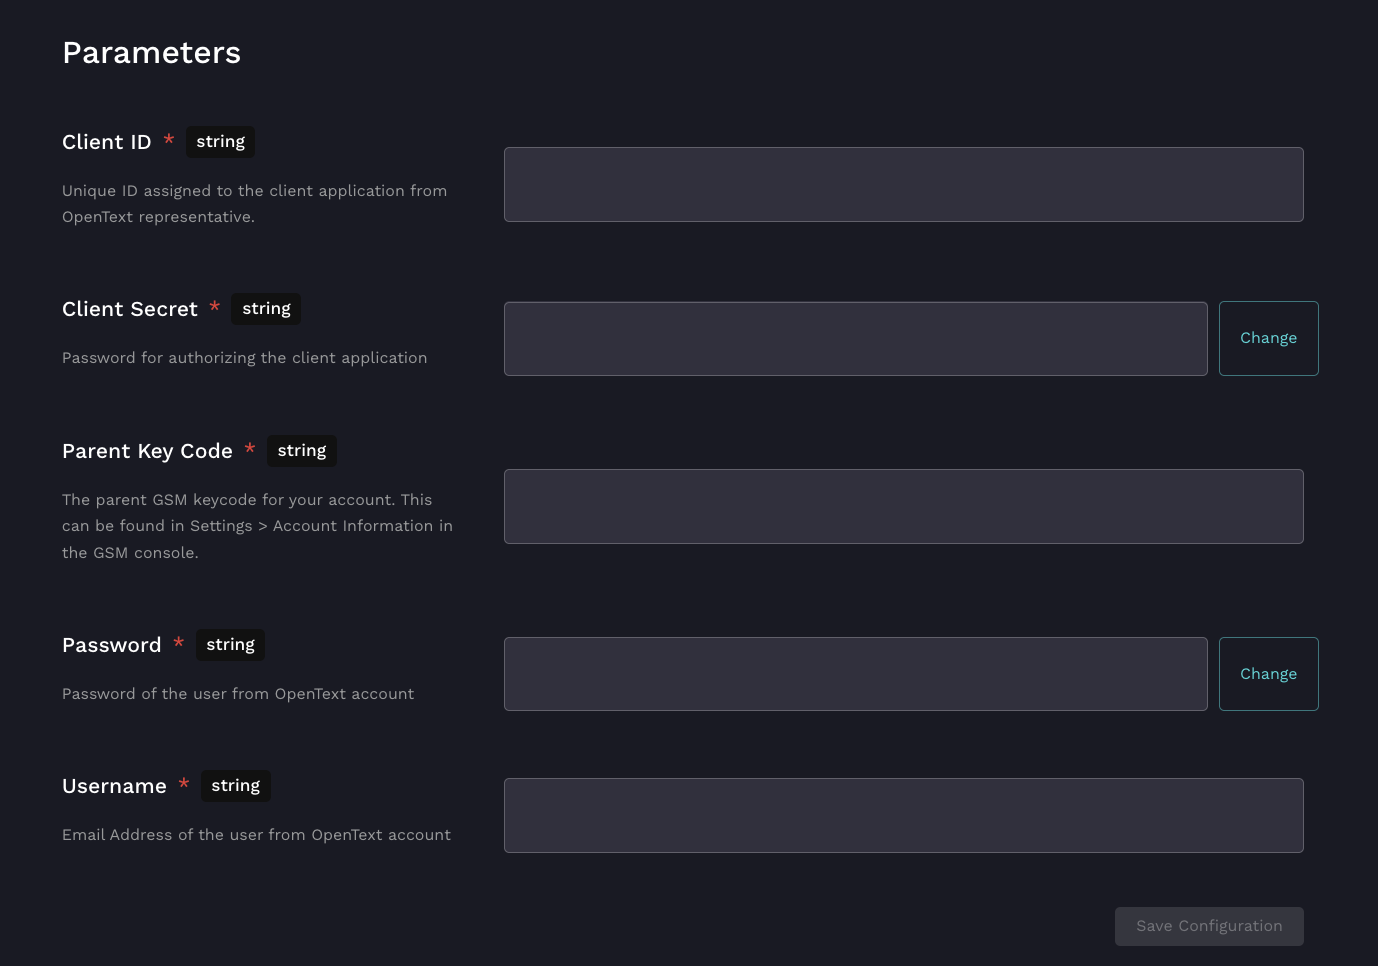 Parameters
Client ID * string
Unique ID assigned to the client application from
OpenText representative.
Client Secret * string
Password for authorizing the client application
Change
Parent Key Code * string
The parent GSM keycode for your account. This
can be found in Settings > Account Information in
the GSM console.
Password * string
Password of the user from OpenText account
Change
Username * string
Email Address of the user from OpenText account
Save Configuration